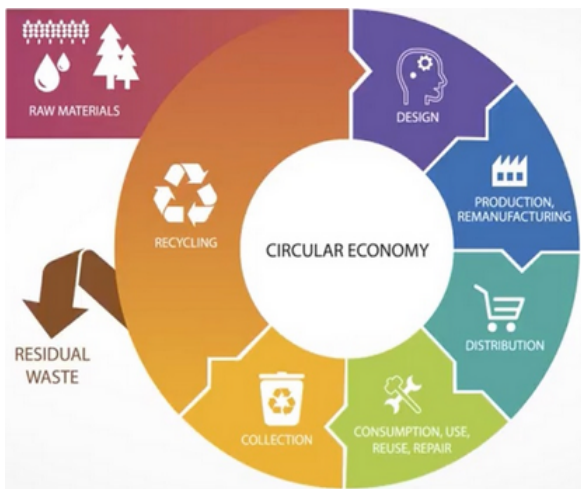 RAW MATERIALS
DESIGN
PRODUCTION,
REMANUFACTURING
DISTRIBUTION
CONSUMPTION, USE,
REUSE, REPAIR
COLLECTION
RECYCLING
CIRCULAR ECONOMY
RESIDUAL
WASTE